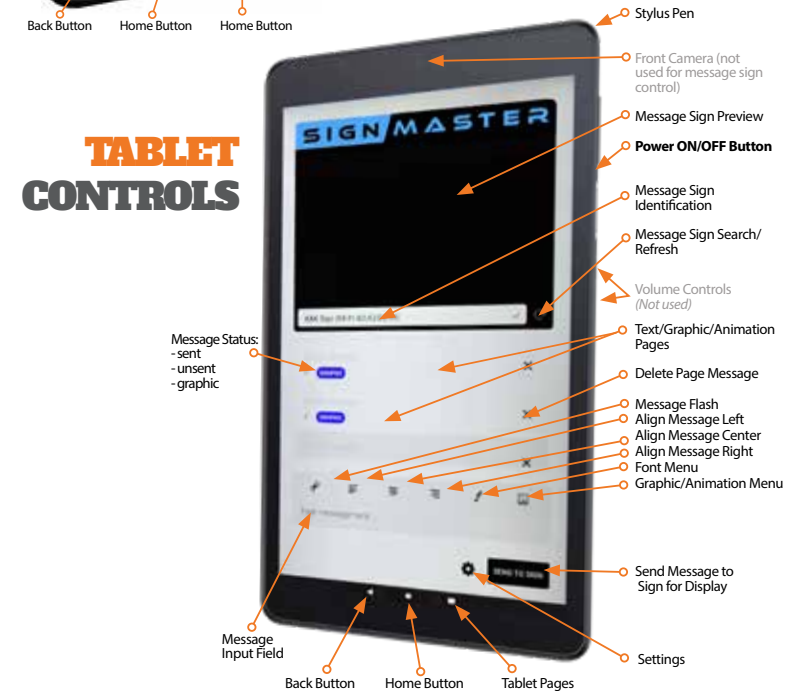 Back Button
Home Button
Home Button
Stylus Pen
Front Camera (not
used for message sign
control)
SIGNMASTER
Message Sign Preview
TABLET
CONTROLS
Power ON/OFF Button
Message Sign
Identification
Message Sign Search/
Refresh
Volume Controls
(Not used)
Message Status:
- sent
- unsent
- graphic
Text/Graphic/Animation
Pages
Delete Page Message
Message Flash
Align Message Left
Align Message Center
Align Message Right
Font Menu
Graphic/Animation Menu
SEND TO SIGN
Send Message to
Sign for Display
Message
Input Field
Settings
Back Button
Home Button
Tablet Pages